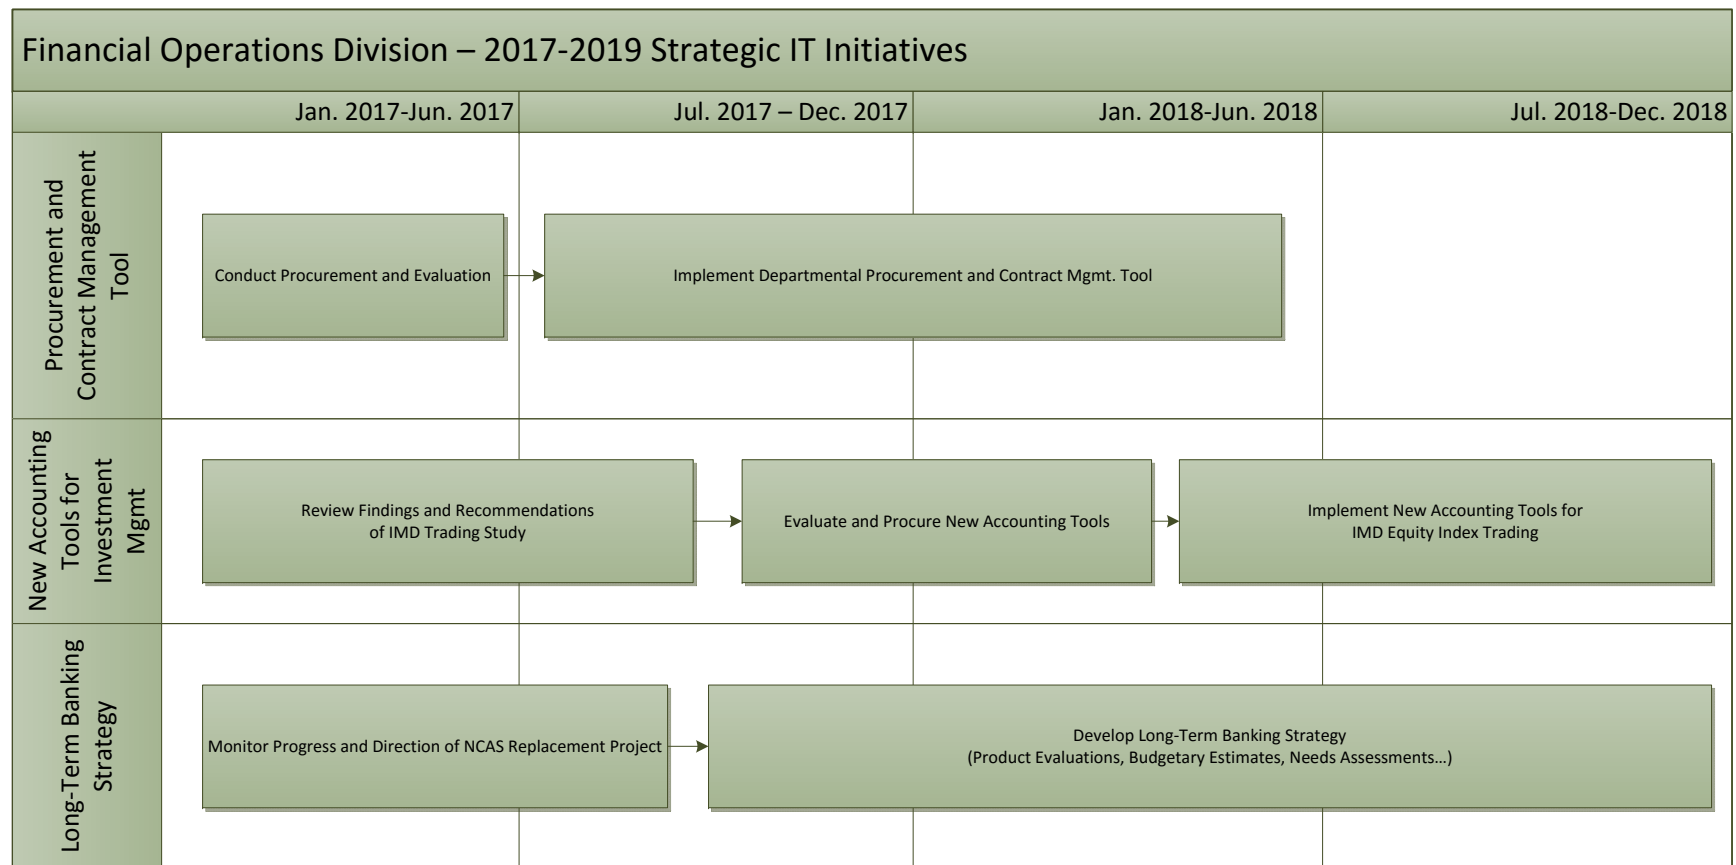 Financial Operations Division – 2017-2019 Strategic IT Initiatives
Jan. 2017-Jun. 2017
Jul. 2017 – Dec. 2017
Jan. 2018-Jun. 2018
Jul. 2018-Dec. 2018
Procurement and
Contract Management
Tool
Conduct Procurement and Evaluation
Implement Departmental Procurement and Contract Mgmt. Tool
New Accounting
Tools for
Investment
Mgmt
Review Findings and Recommendations
of IMD Trading Study
Evaluate and Procure New Accounting Tools
Implement New Accounting Tools for
IMD Equity Index Trading
Long-Term Banking
Strategy
Monitor Progress and Direction of NCAS Replacement Project
Develop Long-Term Banking Strategy
(Product Evaluations, Budgetary Estimates, Needs Assessments…)